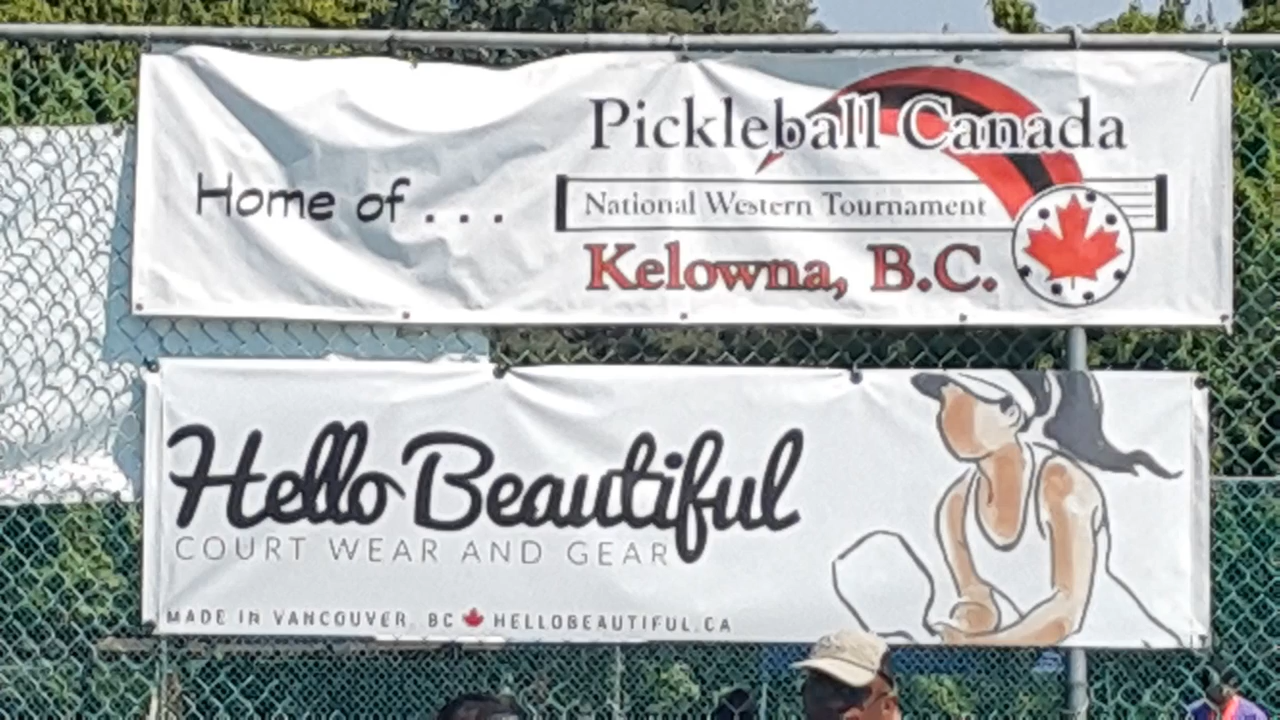 Pickleball Canada
Home of . . .
National Western Tournament
Kelowna, B.C.
Hello Beautiful
COURT WEAR AND GEAR
MADE IN VANCOUVER, BC HELLOBEAUTIFUL.CA